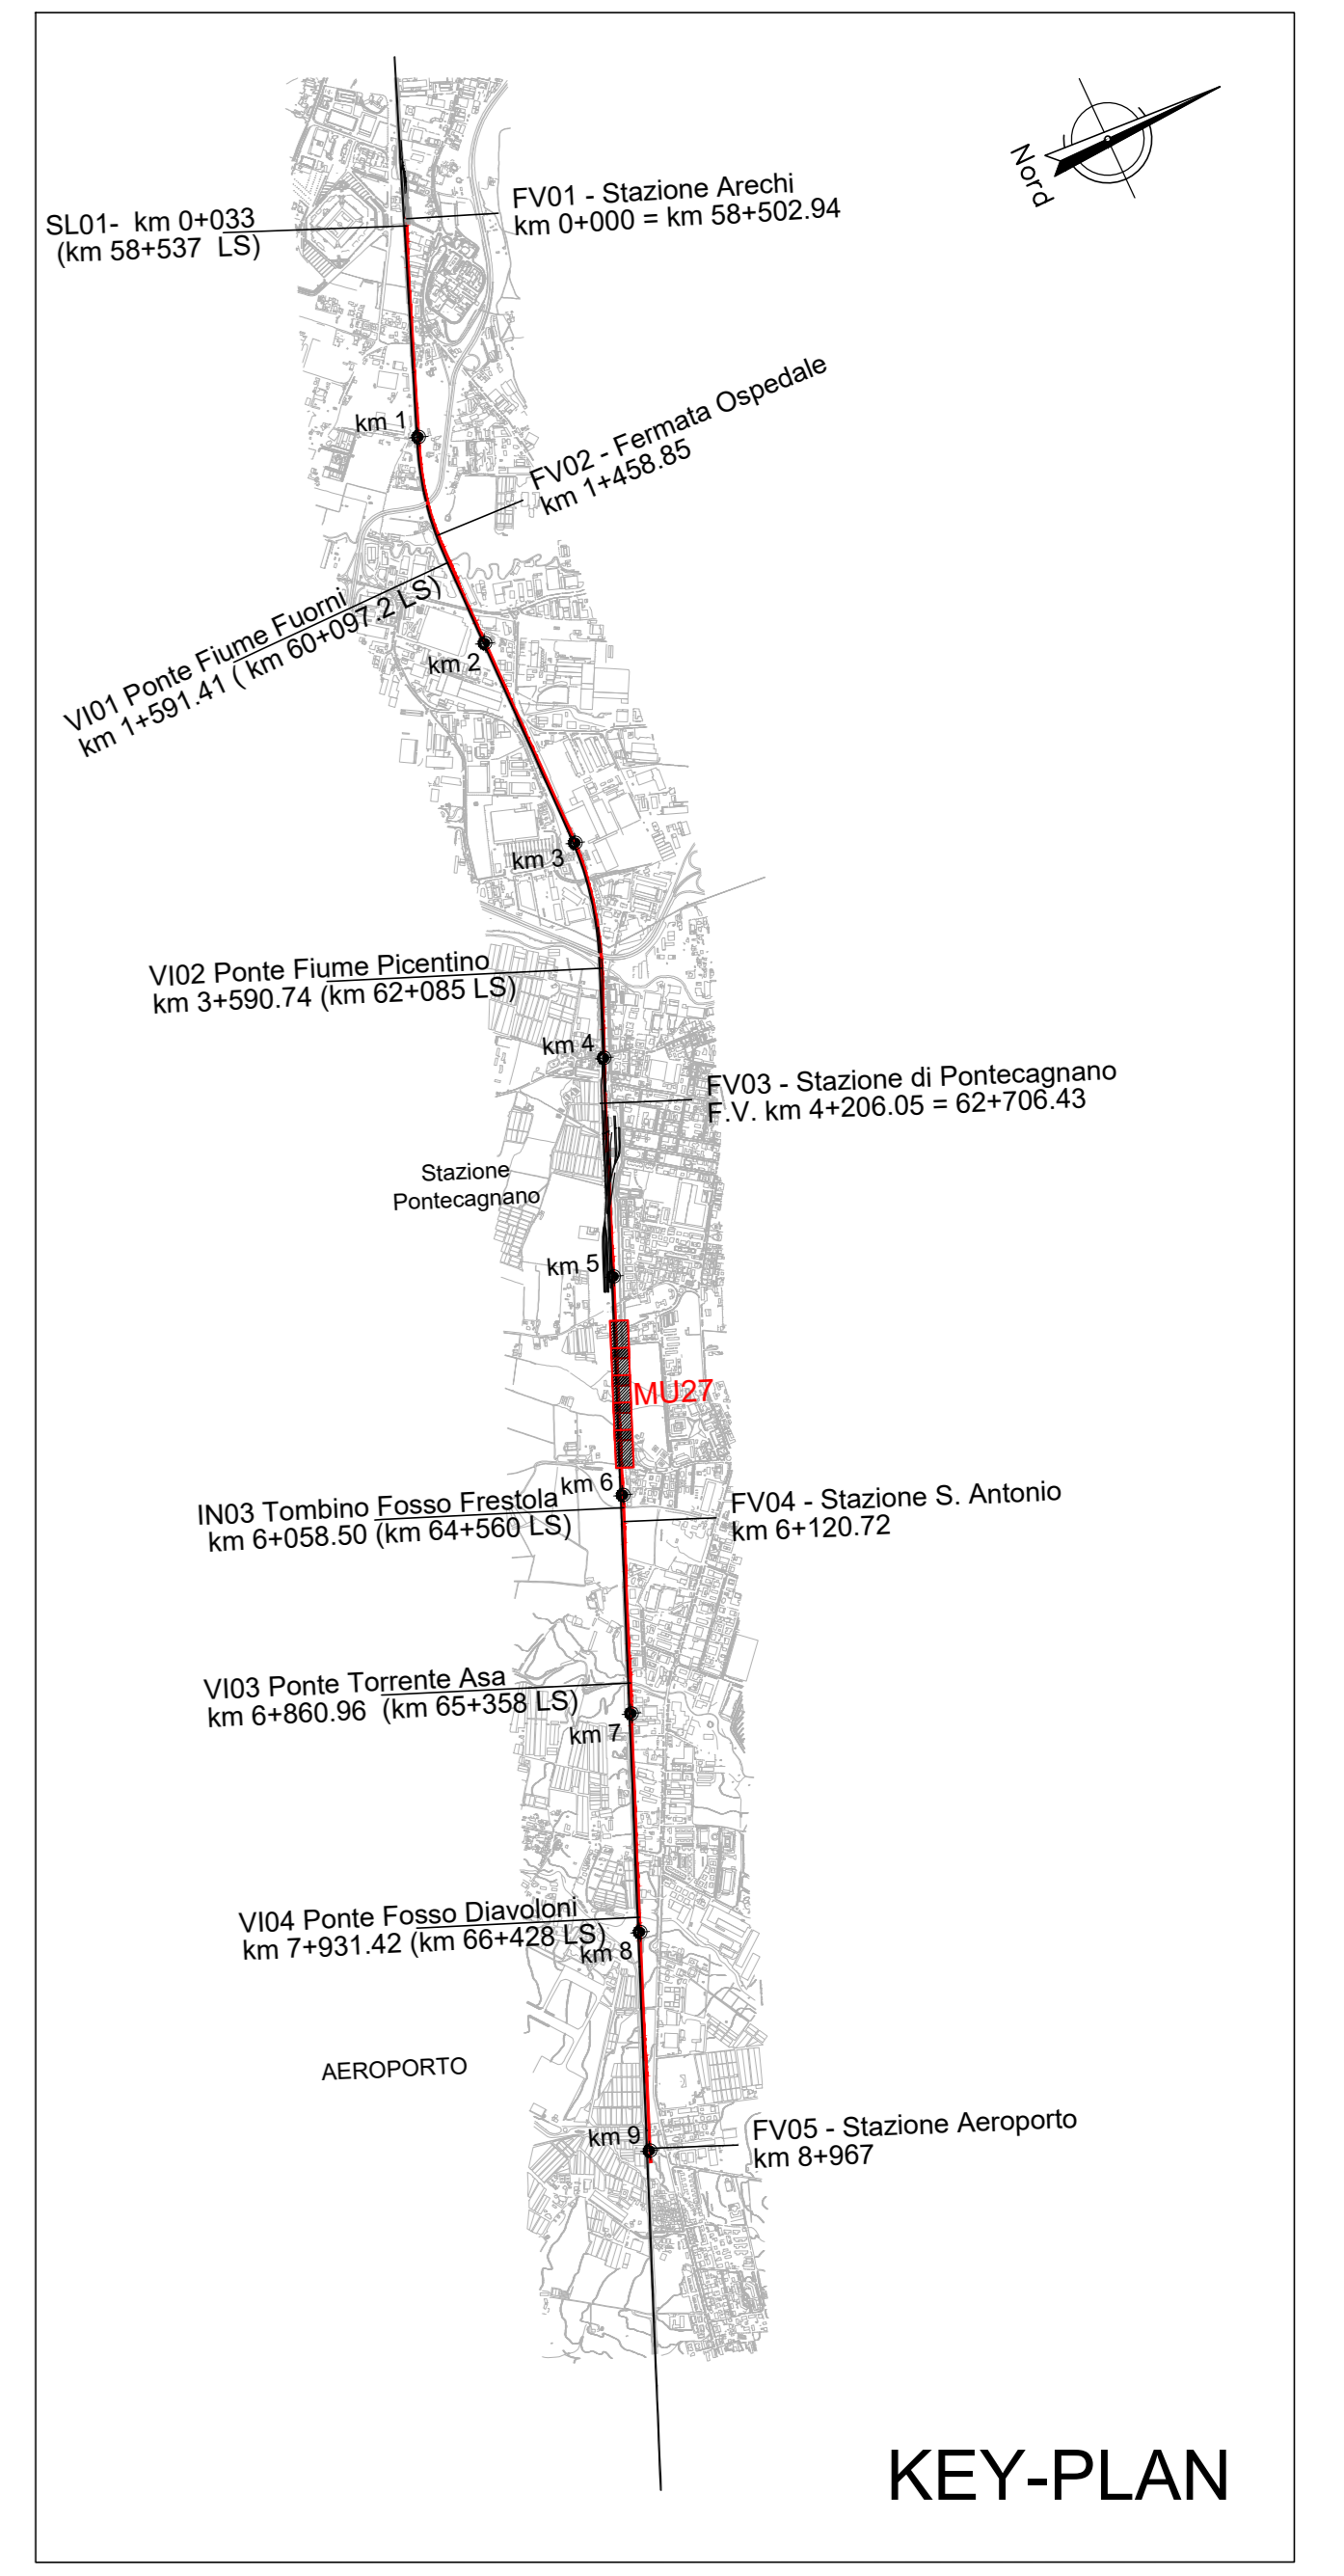 Nord
FV01 - Stazione Arechi
km 0+000 = km 58+502.94
SL01-  km 0+033
(km 58+537  LS)
km 1
FV02 - Fermata Ospedale
km 1+458.85
VI01 Ponte Fiume Fuorni
km 1+591.41 ( km 60+097.2 LS)
km 2
km 3
VI02 Ponte Fiume Picentino
km 3+590.74 (km 62+085 LS)
km 4
FV03 - Stazione di Pontecagnano
F.V. km 4+206.05 = 62+706.43
Stazione
Pontecagnano
km 5
MU27
km 6
IN03 Tombino Fosso Frestola
km 6+058.50 (km 64+560 LS)
FV04 - Stazione S. Antonio
km 6+120.72
VI03 Ponte Torrente Asa
km 6+860.96  (km 65+358 LS)
km 7
VI04 Ponte Fosso Diavoloni
km 7+931.42 (km 66+428 LS)
km 8
AEROPORTO
km 9
FV05 - Stazione Aeroporto
km 8+967
KEY-PLAN